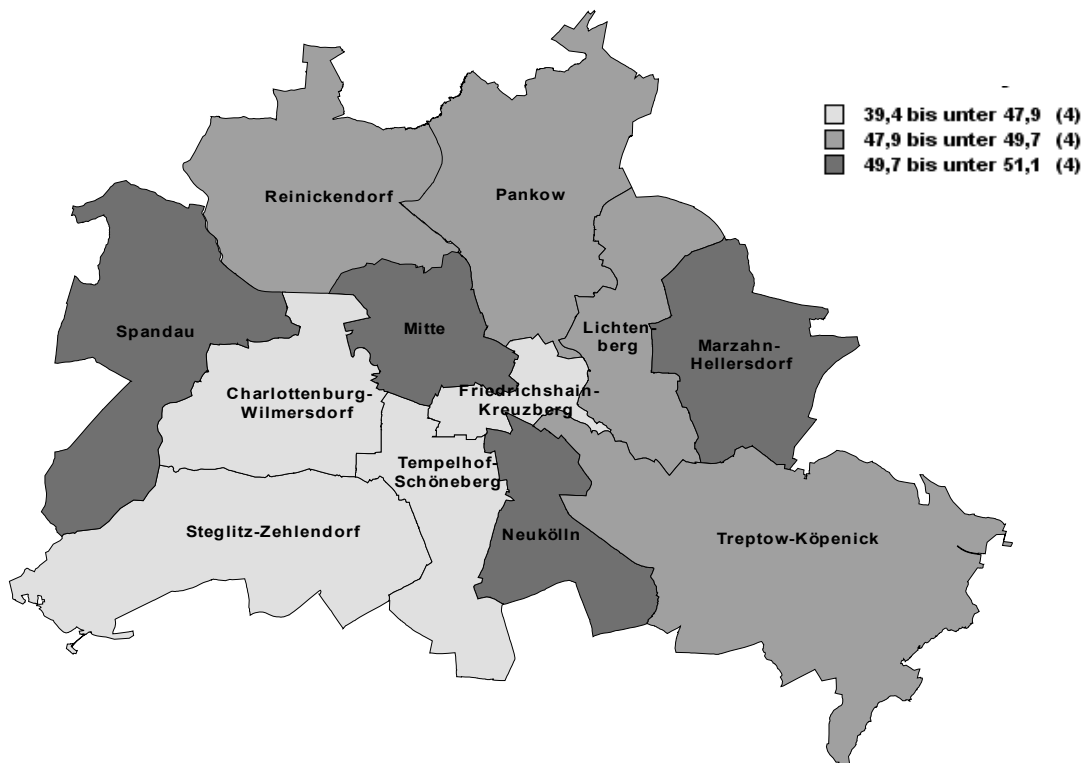 39,4 bis unter 47,9 (4)
47,9 bis unter 49,7 (4)
49,7 bis unter 51,1 (4)
Reinickendorf
Pankow
Spandau
Mitte
Lichten-
berg
Marzahn-
Hellersdorf
Charlottenburg-
Wilmersdorf
Friedrichshain-
Kreuzberg
Tempelhof-
Schöneberg
Steglitz-Zehlendorf
Neukölln
Treptow-Köpenick